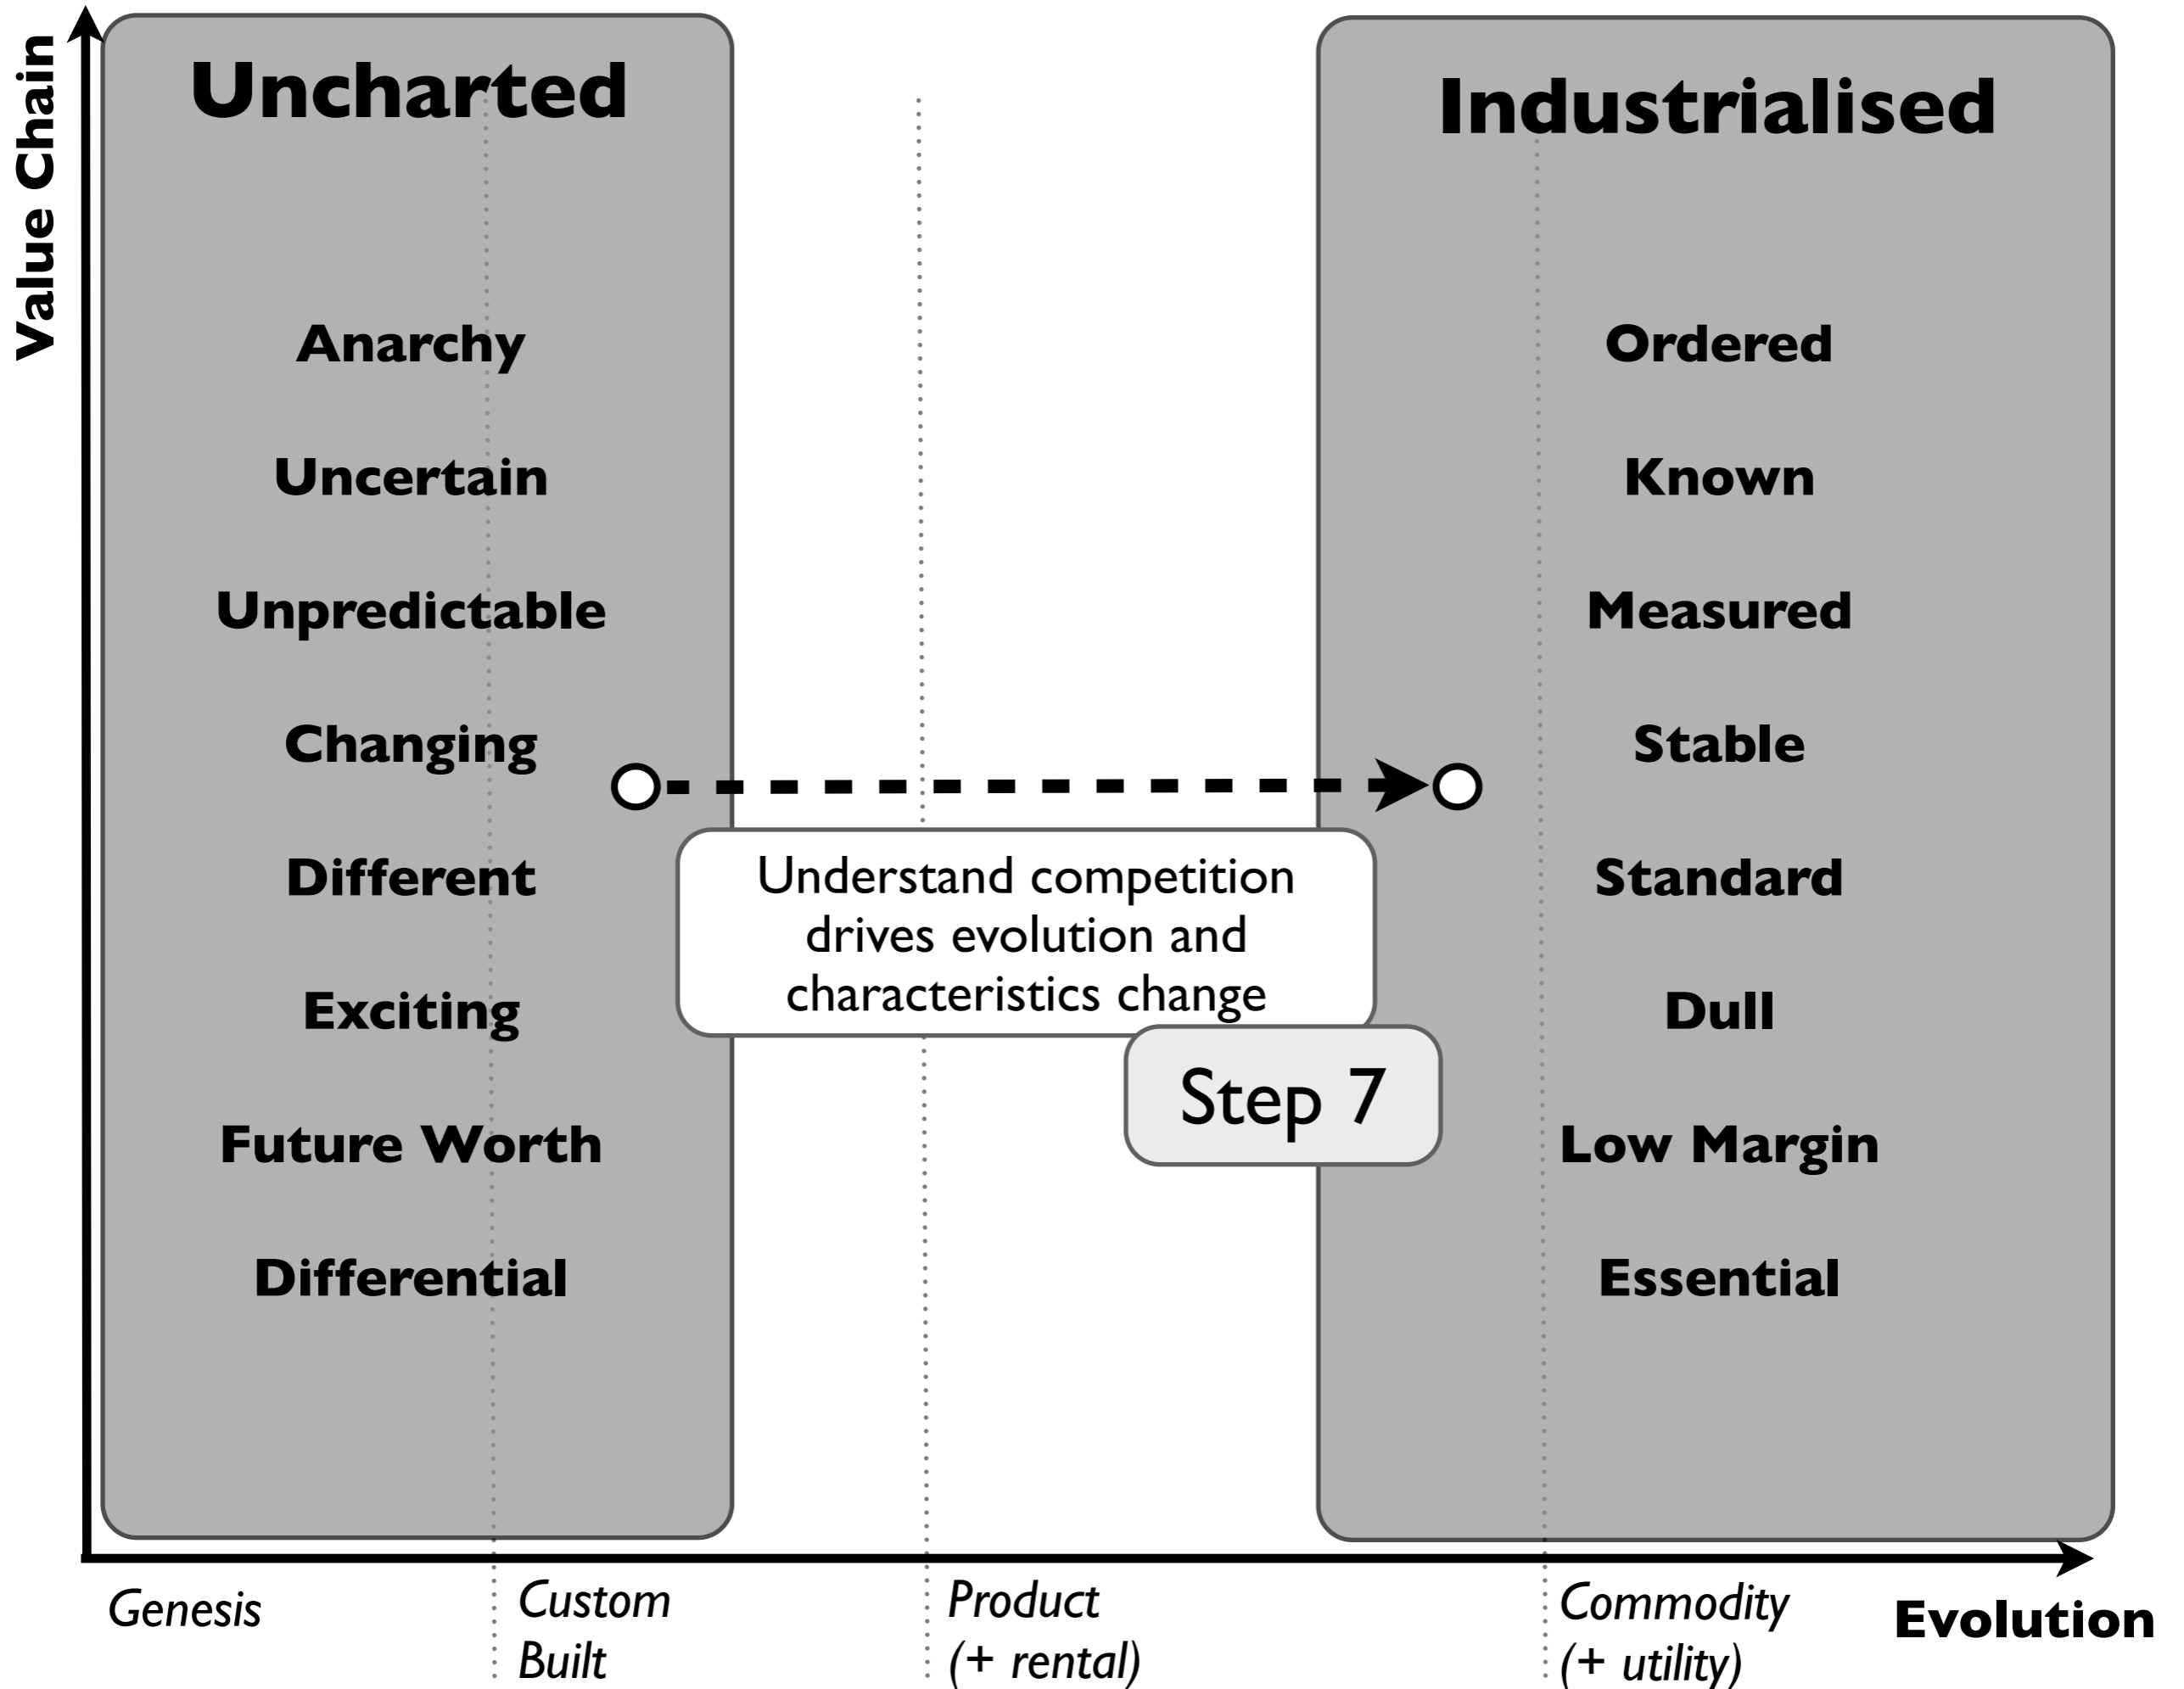 Value Chain
Uncharted
Industrialised
Anarchy
Ordered
Uncertain
Known
Unpredictable
Measured
Changing
Stable
Different
Standard
Understand competition
drives evolution and
characteristics change
Exciting
Dull
Step 7
Future Worth
Low Margin
Differential
Essential
Genesis
Custom
Built
Product
(+ rental)
Commodity
(+ utility)
Evolution